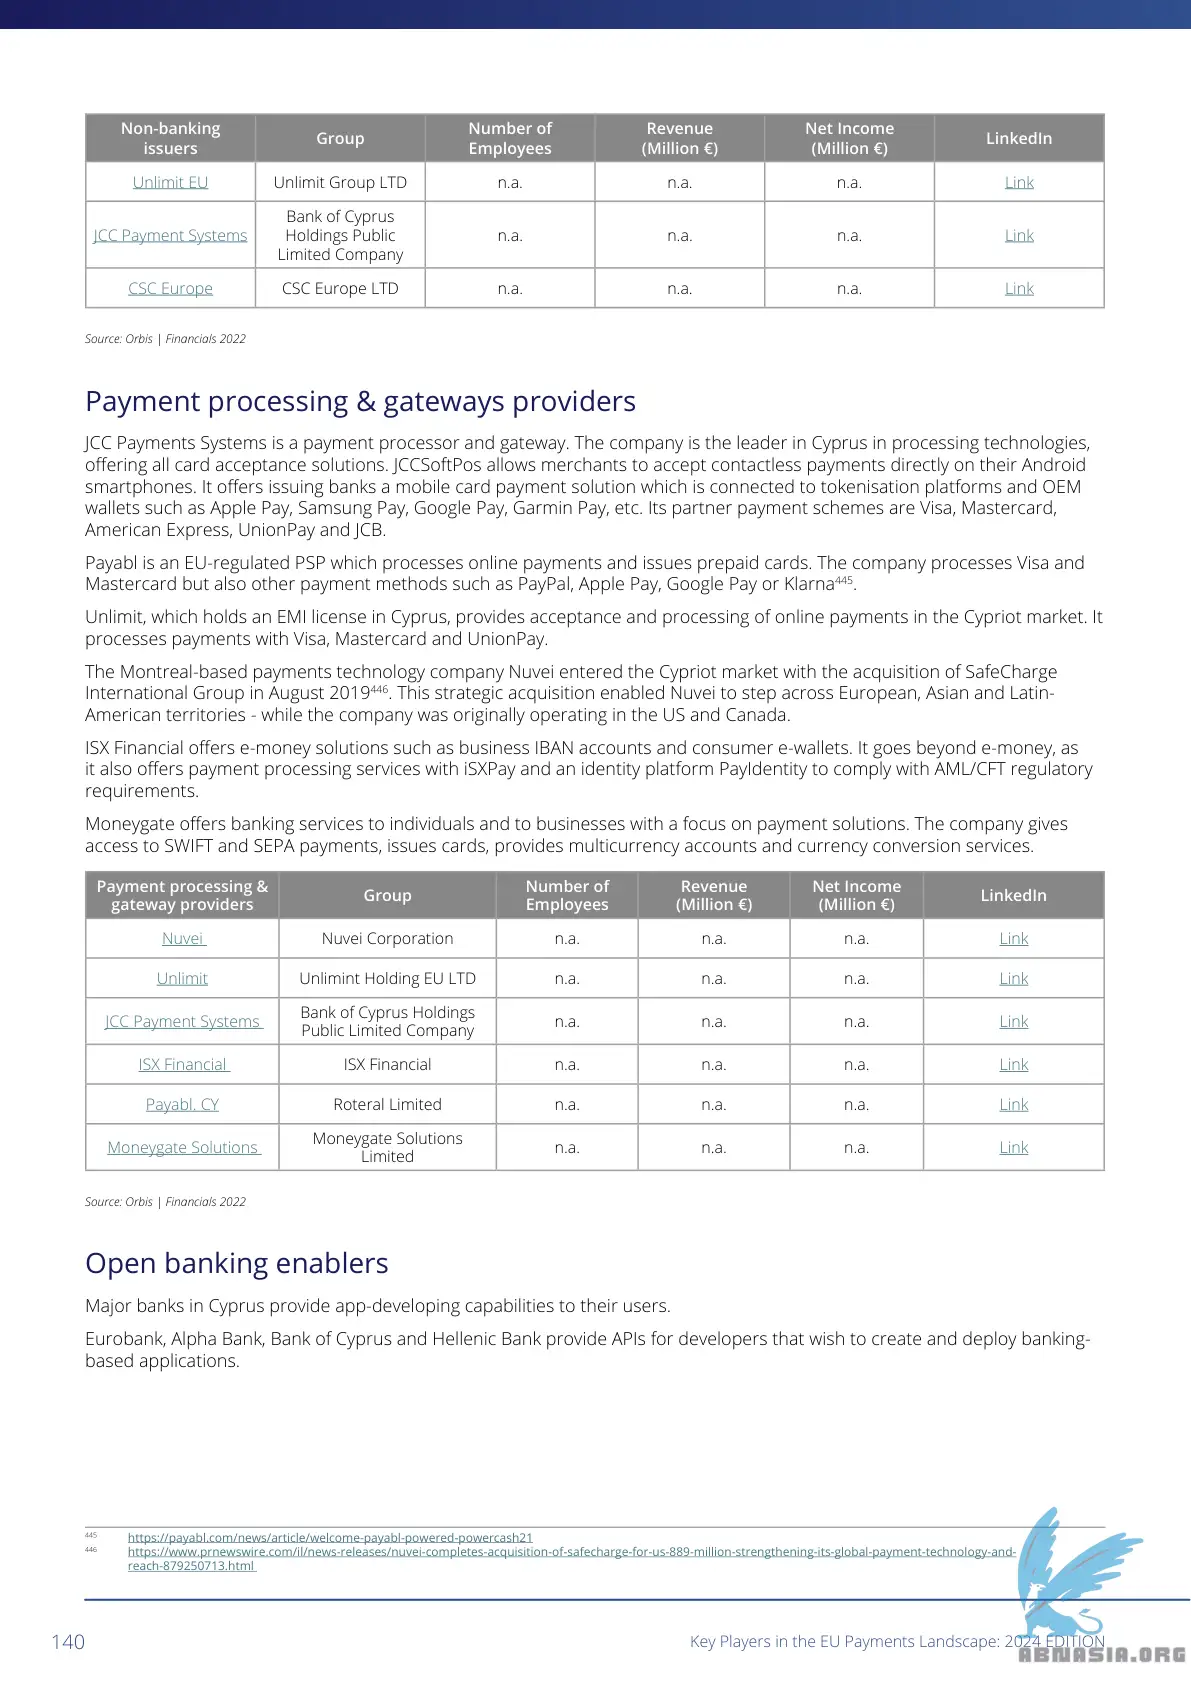 Non-banking issuers | Group | Number of Employees | Revenue (Million €) | Net Income (Million €) | LinkedIn
Unlimit EU | Unlimit Group LTD | n.a. | n.a. | n.a. | Link
JCC Payment Systems | Bank of Cyprus Holdings Public Limited Company | n.a. | n.a. | n.a. | Link
CSC Europe | CSC Europe LTD | n.a. | n.a. | n.a. | Link
Source: Orbis | Financials 2022
Payment processing & gateways providers
JCC Payments Systems is a payment processor and gateway. The company is the leader in Cyprus in processing technologies,
offering all card acceptance solutions. JCCSoftPos allows merchants to accept contactless payments directly on their Android
smartphones. It offers issuing banks a mobile card payment solution which is connected to tokenisation platforms and OEM
wallets such as Apple Pay, Samsung Pay, Google Pay, Garmin Pay, etc. Its partner payment schemes are Visa, Mastercard,
American Express, UnionPay and JCB.
Payabl is an EU-regulated PSP which processes online payments and issues prepaid cards. The company processes Visa and
Mastercard but also other payment methods such as PayPal, Apple Pay, Google Pay or Klarna445.
Unlimit, which holds an EMI license in Cyprus, provides acceptance and processing of online payments in the Cypriot market. It
processes payments with Visa, Mastercard and UnionPay.
The Montreal-based payments technology company Nuvei entered the Cypriot market with the acquisition of SafeCharge
International Group in August 2019446. This strategic acquisition enabled Nuvei to step across European, Asian and Latin-
American territories - while the company was originally operating in the US and Canada.
ISX Financial offers e-money solutions such as business IBAN accounts and consumer e-wallets. It goes beyond e-money, as
it also offers payment processing services with iSXPay and an identity platform PayIdentity to comply with AML/CFT regulatory
requirements.
Moneygate offers banking services to individuals and to businesses with a focus on payment solutions. The company gives
access to SWIFT and SEPA payments, issues cards, provides multicurrency accounts and currency conversion services.
Payment processing & gateway providers | Group | Number of Employees | Revenue (Million €) | Net Income (Million €) | LinkedIn
Nuvei | Nuvei Corporation | n.a. | n.a. | n.a. | Link
Unlimit | Unlimint Holding EU LTD | n.a. | n.a. | n.a. | Link
JCC Payment Systems | Bank of Cyprus Holdings Public Limited Company | n.a. | n.a. | n.a. | Link
ISX Financial | ISX Financial | n.a. | n.a. | n.a. | Link
Payabl. CY | Roteral Limited | n.a. | n.a. | n.a. | Link
Moneygate Solutions | Moneygate Solutions Limited | n.a. | n.a. | n.a. | Link
Source: Orbis | Financials 2022
Open banking enablers
Major banks in Cyprus provide app-developing capabilities to their users.
Eurobank, Alpha Bank, Bank of Cyprus and Hellenic Bank provide APIs for developers that wish to create and deploy banking-
based applications.
445 https://payabl.com/news/article/welcome-payabl-powered-powercash21
446 https://www.prnewswire.com/il/news-releases/nuvei-completes-acquisition-of-safecharge-for-us-889-million-strengthening-its-global-payment-technology-and-
reach-879250713.html
140
Key Players in the EU Payments Landscape: 2024 EDITION
ABNASIA.ORG